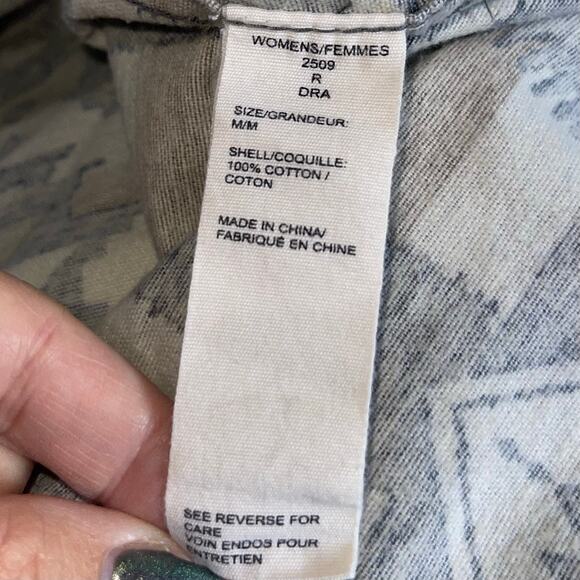 WOMENS/FEMMES
2509
R
DRA
SIZE/GRANDEUR:
M/M
SHELL/COQUILLE:
100% COTTON /
COTON
MADE IN CHINA/
FABRIQUÉ EN CHINE
SEE REVERSE FOR
CARE
VOIN ENDOS POUR
ENTRETIEN